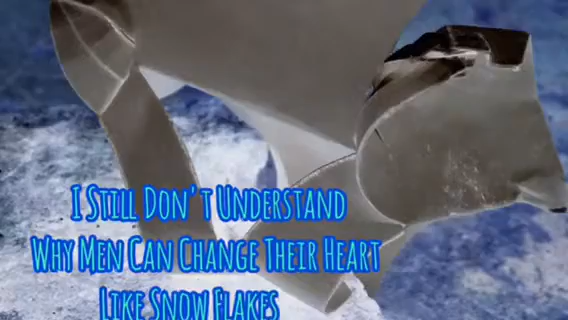 I Still Don't Understand
Why Men Can Change Their Heart
Like Snow Flakes